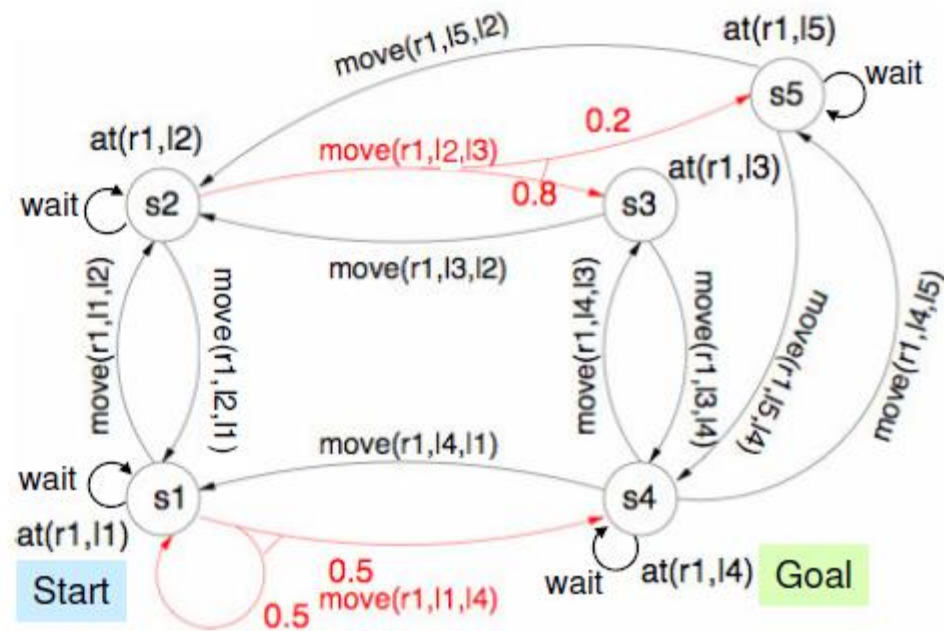 move(r1,l5,l2)
at(r1,l5)
wait
s5
0.2
at(r1,l2)
move(r1,l2,l3)
at(r1,l3)
0.8
wait
s2
s3
move(r1,l3,l2)
move(r1,l1,l2)
move(r1,l2,l1)
move(r1,l4,l3)
move(r1,l3,l4)
move(r1,l5,l4)
move(r1,l4,l5)
move(r1,l4,l1)
wait
s1
s4
at(r1,l1)
0.5
wait
at(r1,l4)
Start
Goal
0.5
move(r1,l1,l4)